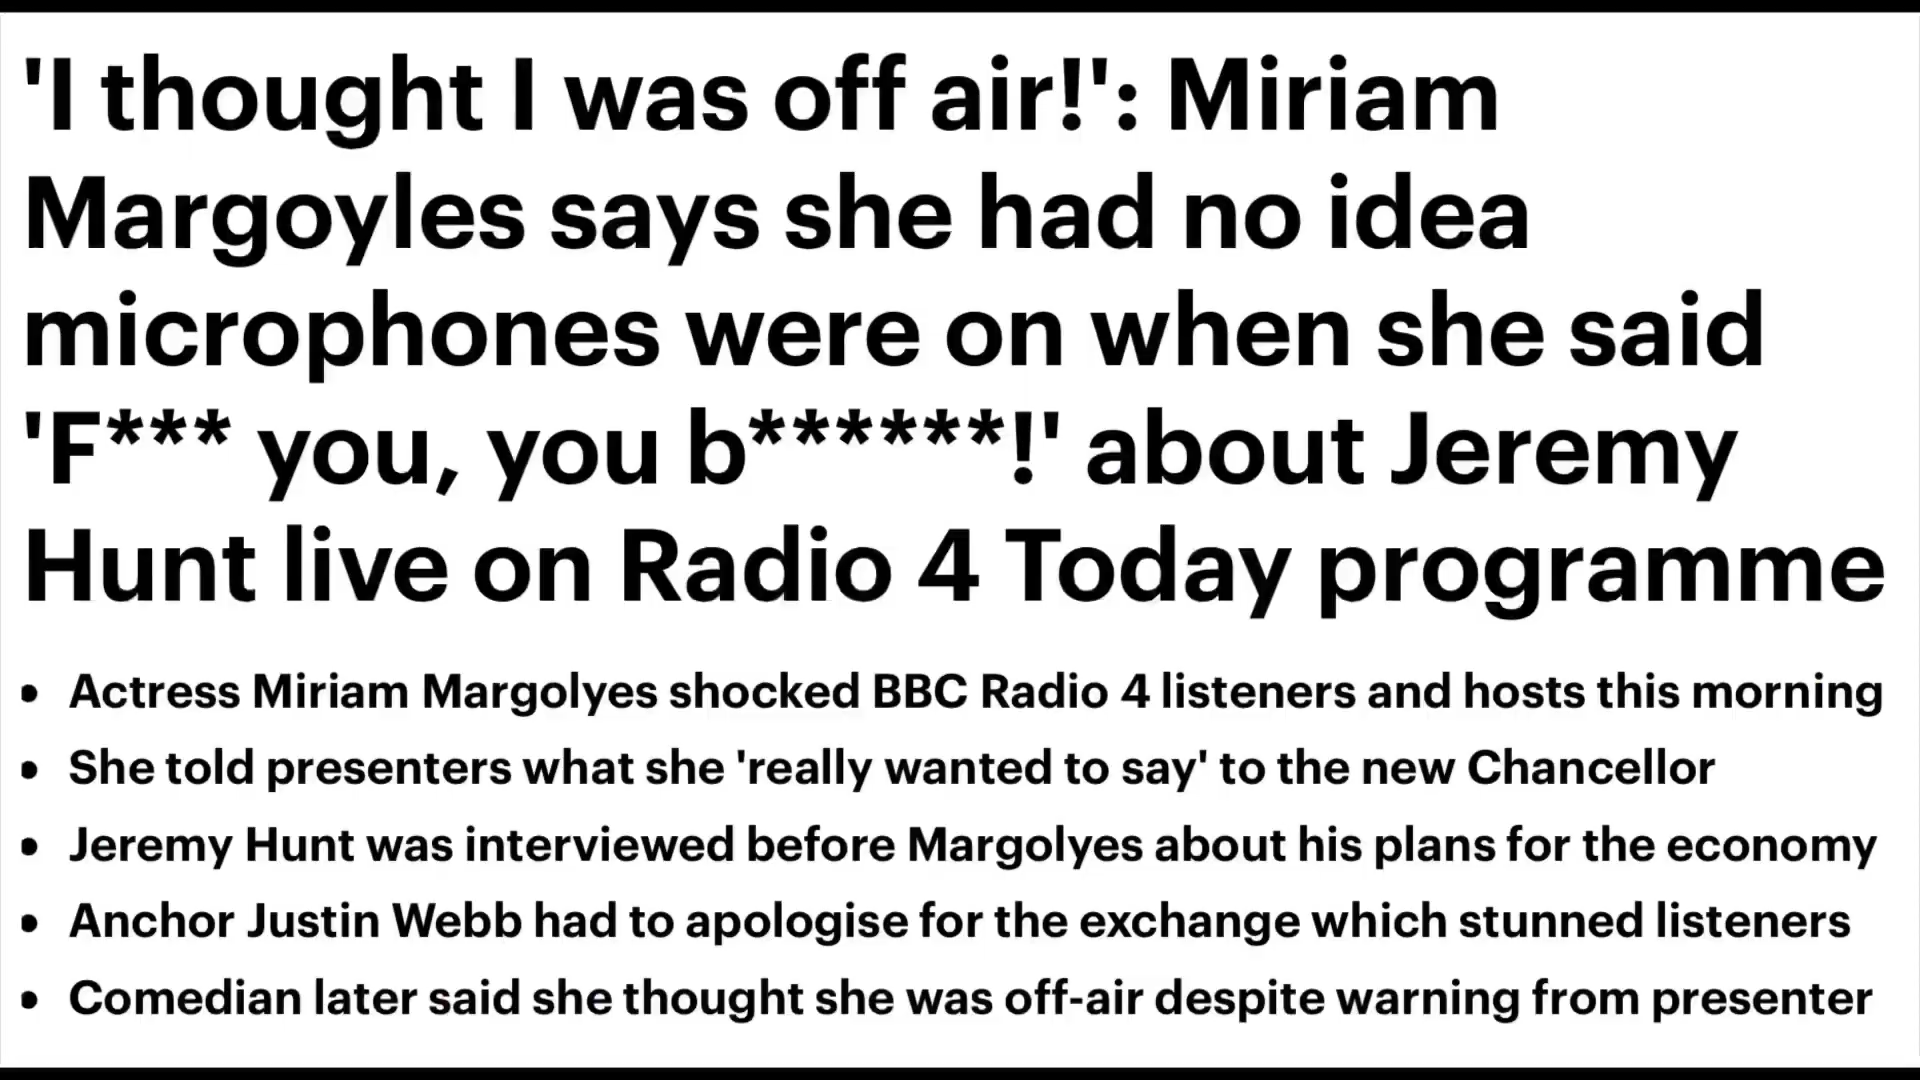 'I thought I was off air!': Miriam
Margoyles says she had no idea
microphones were on when she said
'F*** you, you b******!' about Jeremy
Hunt live on Radio 4 Today programme
• Actress Miriam Margolyes shocked BBC Radio 4 listeners and hosts this morning
• She told presenters what she 'really wanted to say' to the new Chancellor
• Jeremy Hunt was interviewed before Margolyes about his plans for the economy
• Anchor Justin Webb had to apologise for the exchange which stunned listeners
• Comedian later said she thought she was off-air despite warning from presenter